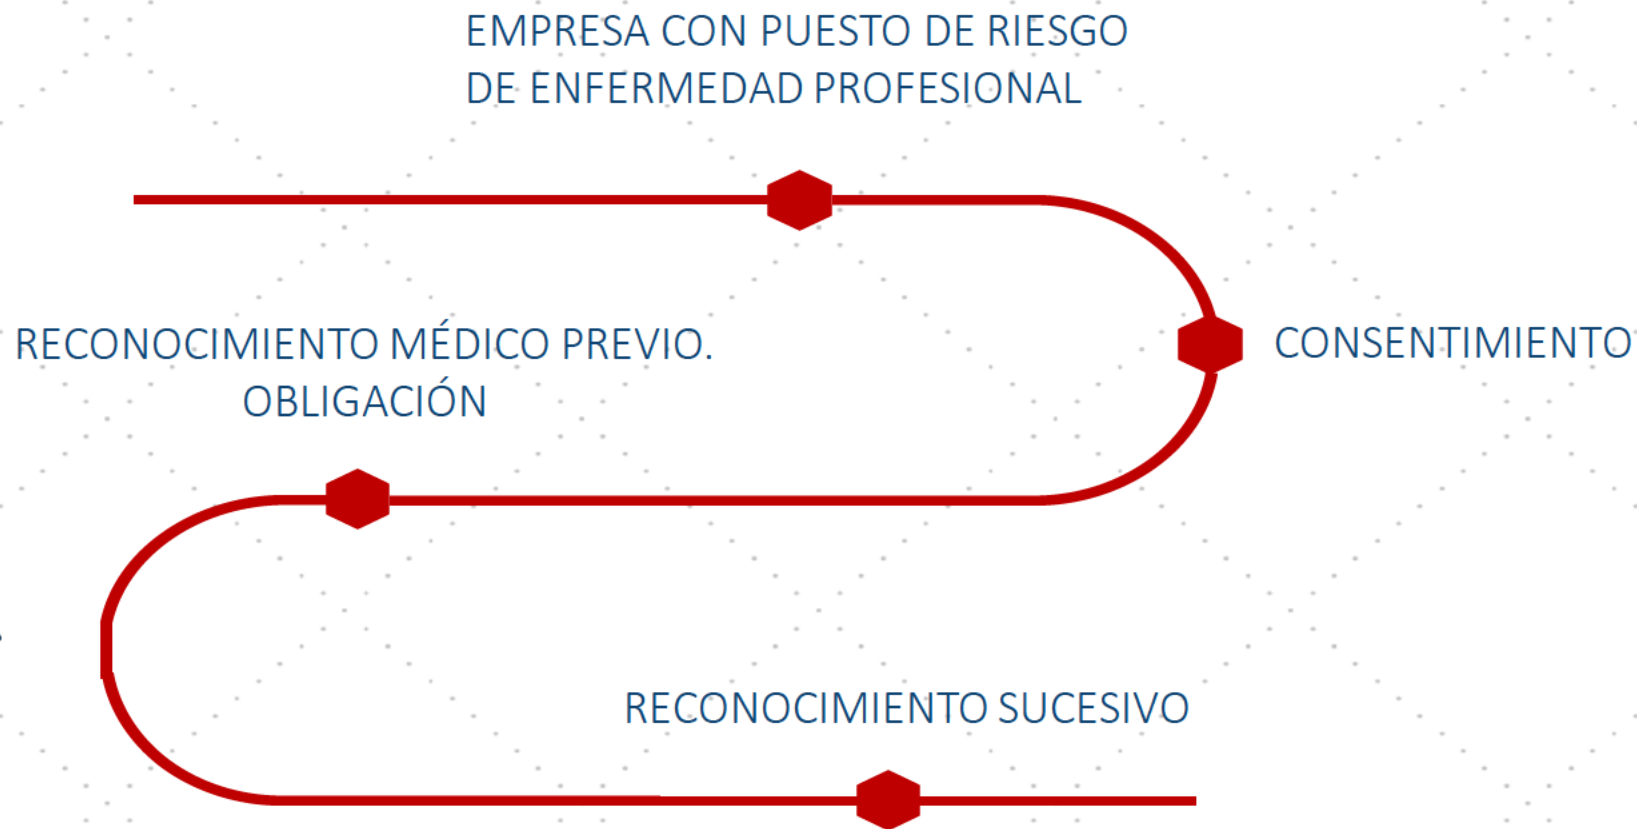 EMPRESA CON PUESTO DE RIESGO
DE ENFERMEDAD PROFESIONAL
CONSENTIMIENTO
RECONOCIMIENTO MÉDICO PREVIO.
OBLIGACIÓN
RECONOCIMIENTO SUCESIVO